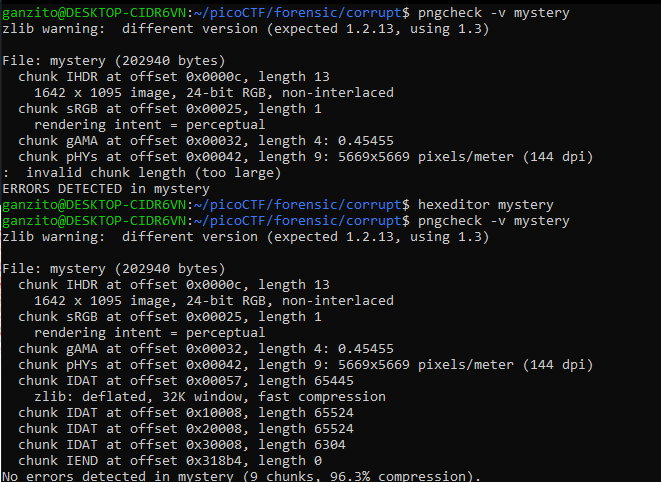 ganzito@DESKTOP-CIDR6VN:~/picoCTF/forensic/corrupt$ pngcheck -v mystery
zlib warning:  different version (expected 1.2.13, using 1.3)
File: mystery (202940 bytes)
  chunk IHDR at offset 0x0000c, length 13
    1642 x 1095 image, 24-bit RGB, non-interlaced
  chunk sRGB at offset 0x00025, length 1
    rendering intent = perceptual
  chunk gAMA at offset 0x00032, length 4: 0.45455
  chunk pHYs at offset 0x00042, length 9: 5669x5669 pixels/meter (144 dpi)
:  invalid chunk length (too large)
ERRORS DETECTED in mystery
ganzito@DESKTOP-CIDR6VN:~/picoCTF/forensic/corrupt$ hexeditor mystery
ganzito@DESKTOP-CIDR6VN:~/picoCTF/forensic/corrupt$ pngcheck -v mystery
zlib warning:  different version (expected 1.2.13, using 1.3)
File: mystery (202940 bytes)
  chunk IHDR at offset 0x0000c, length 13
    1642 x 1095 image, 24-bit RGB, non-interlaced
  chunk sRGB at offset 0x00025, length 1
    rendering intent = perceptual
  chunk gAMA at offset 0x00032, length 4: 0.45455
  chunk pHYs at offset 0x00042, length 9: 5669x5669 pixels/meter (144 dpi)
  chunk IDAT at offset 0x00057, length 65445
    zlib: deflated, 32K window, fast compression
  chunk IDAT at offset 0x10008, length 65524
  chunk IDAT at offset 0x20008, length 65524
  chunk IDAT at offset 0x30008, length 6304
  chunk IEND at offset 0x318b4, length 0
No errors detected in mystery (9 chunks, 96.3% compression).